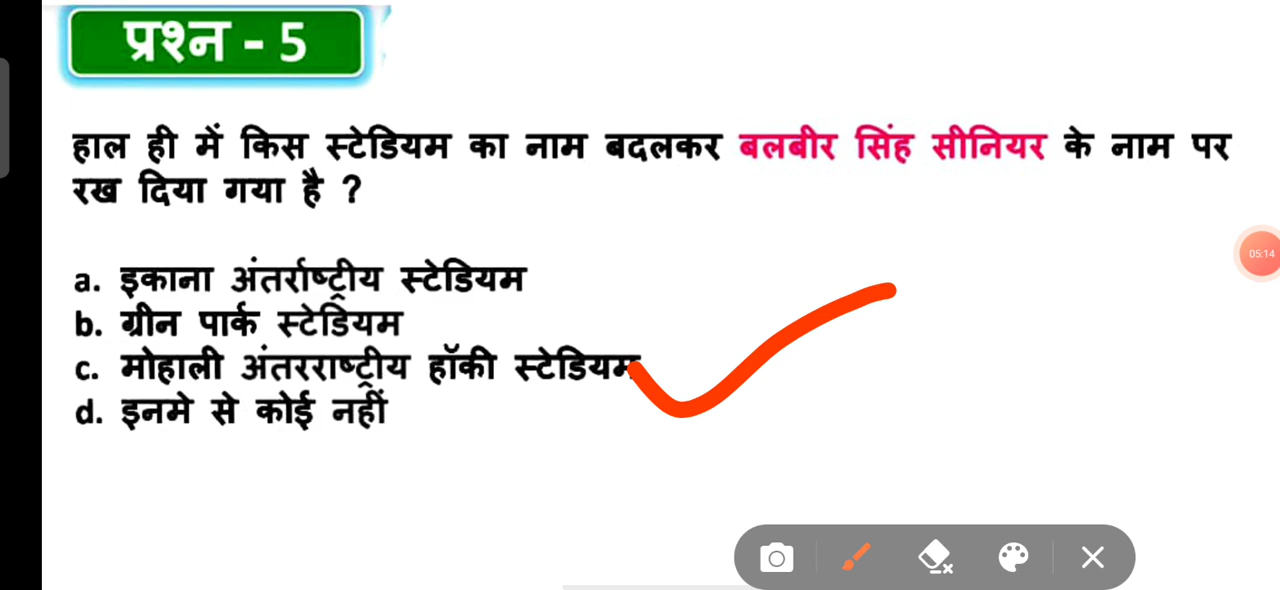 प्रश्न - 5
हाल ही में किस स्टेडियम का नाम बदलकर बलबीर सिंह सीनियर के नाम पर
रख दिया गया है ?
a. इकाना अंतर्राष्ट्रीय स्टेडियम
b. ग्रीन पार्क स्टेडियम
c. मोहाली अंतरराष्ट्रीय हॉकी स्टेडियम
d. इनमे से कोई नहीं
05:14